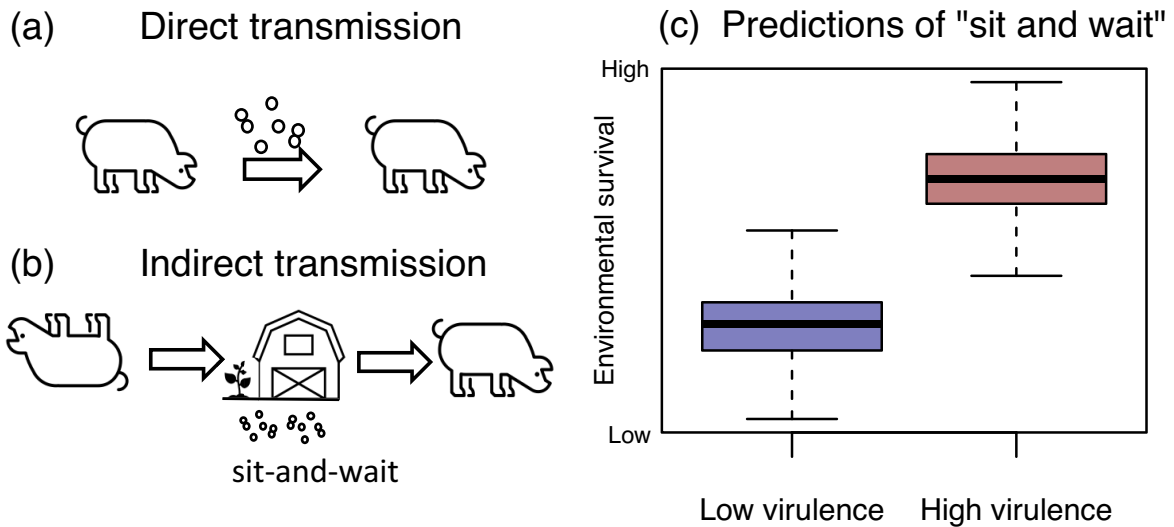 (a) Direct transmission
(b) Indirect transmission
sit-and-wait
(c) Predictions of "sit and wait"
High
Environmental survival
Low
Low virulence High virulence